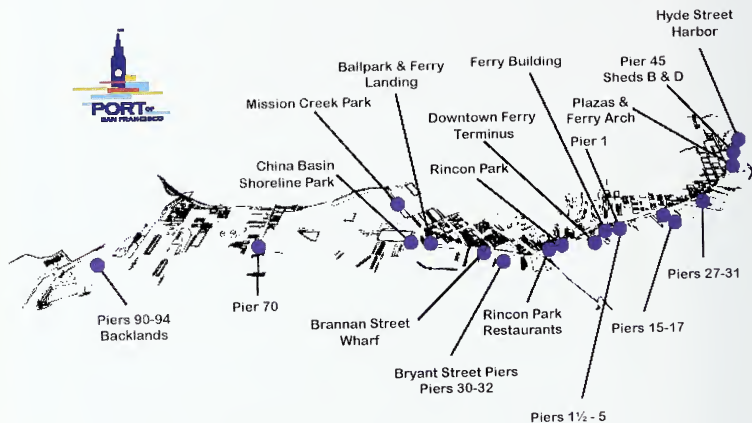 PORT OF
SAN FRANCISCO
Hyde Street
Harbor
Ballpark & Ferry
Landing
Ferry Building
Pier 45
Sheds B & D
Mission Creek Park
Downtown Ferry
Terminus
Plazas &
Ferry Arch
Pier 1
China Basin
Shoreline Park
Rincon Park
Piers 27-31
Piers 90-94
Backlands
Pier 70
Brannan Street
Wharf
Rincon Park
Restaurants
Piers 15-17
Bryant Street Piers
Piers 30-32
Piers 1½ - 5